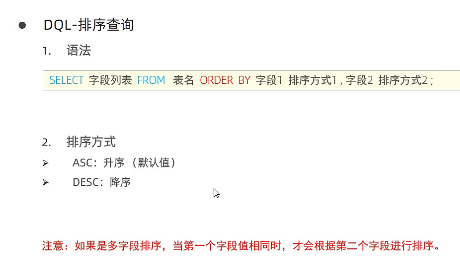 DQL-排序查询
1. 语法
SELECT 字段列表 FROM 表名 ORDER BY 字段1 排序方式1 , 字段2 排序方式2 ;
2. 排序方式
ASC：升序（默认值）
DESC：降序
注意：如果是多字段排序，当第一个字段值相同时，才会根据第二个字段进行排序。